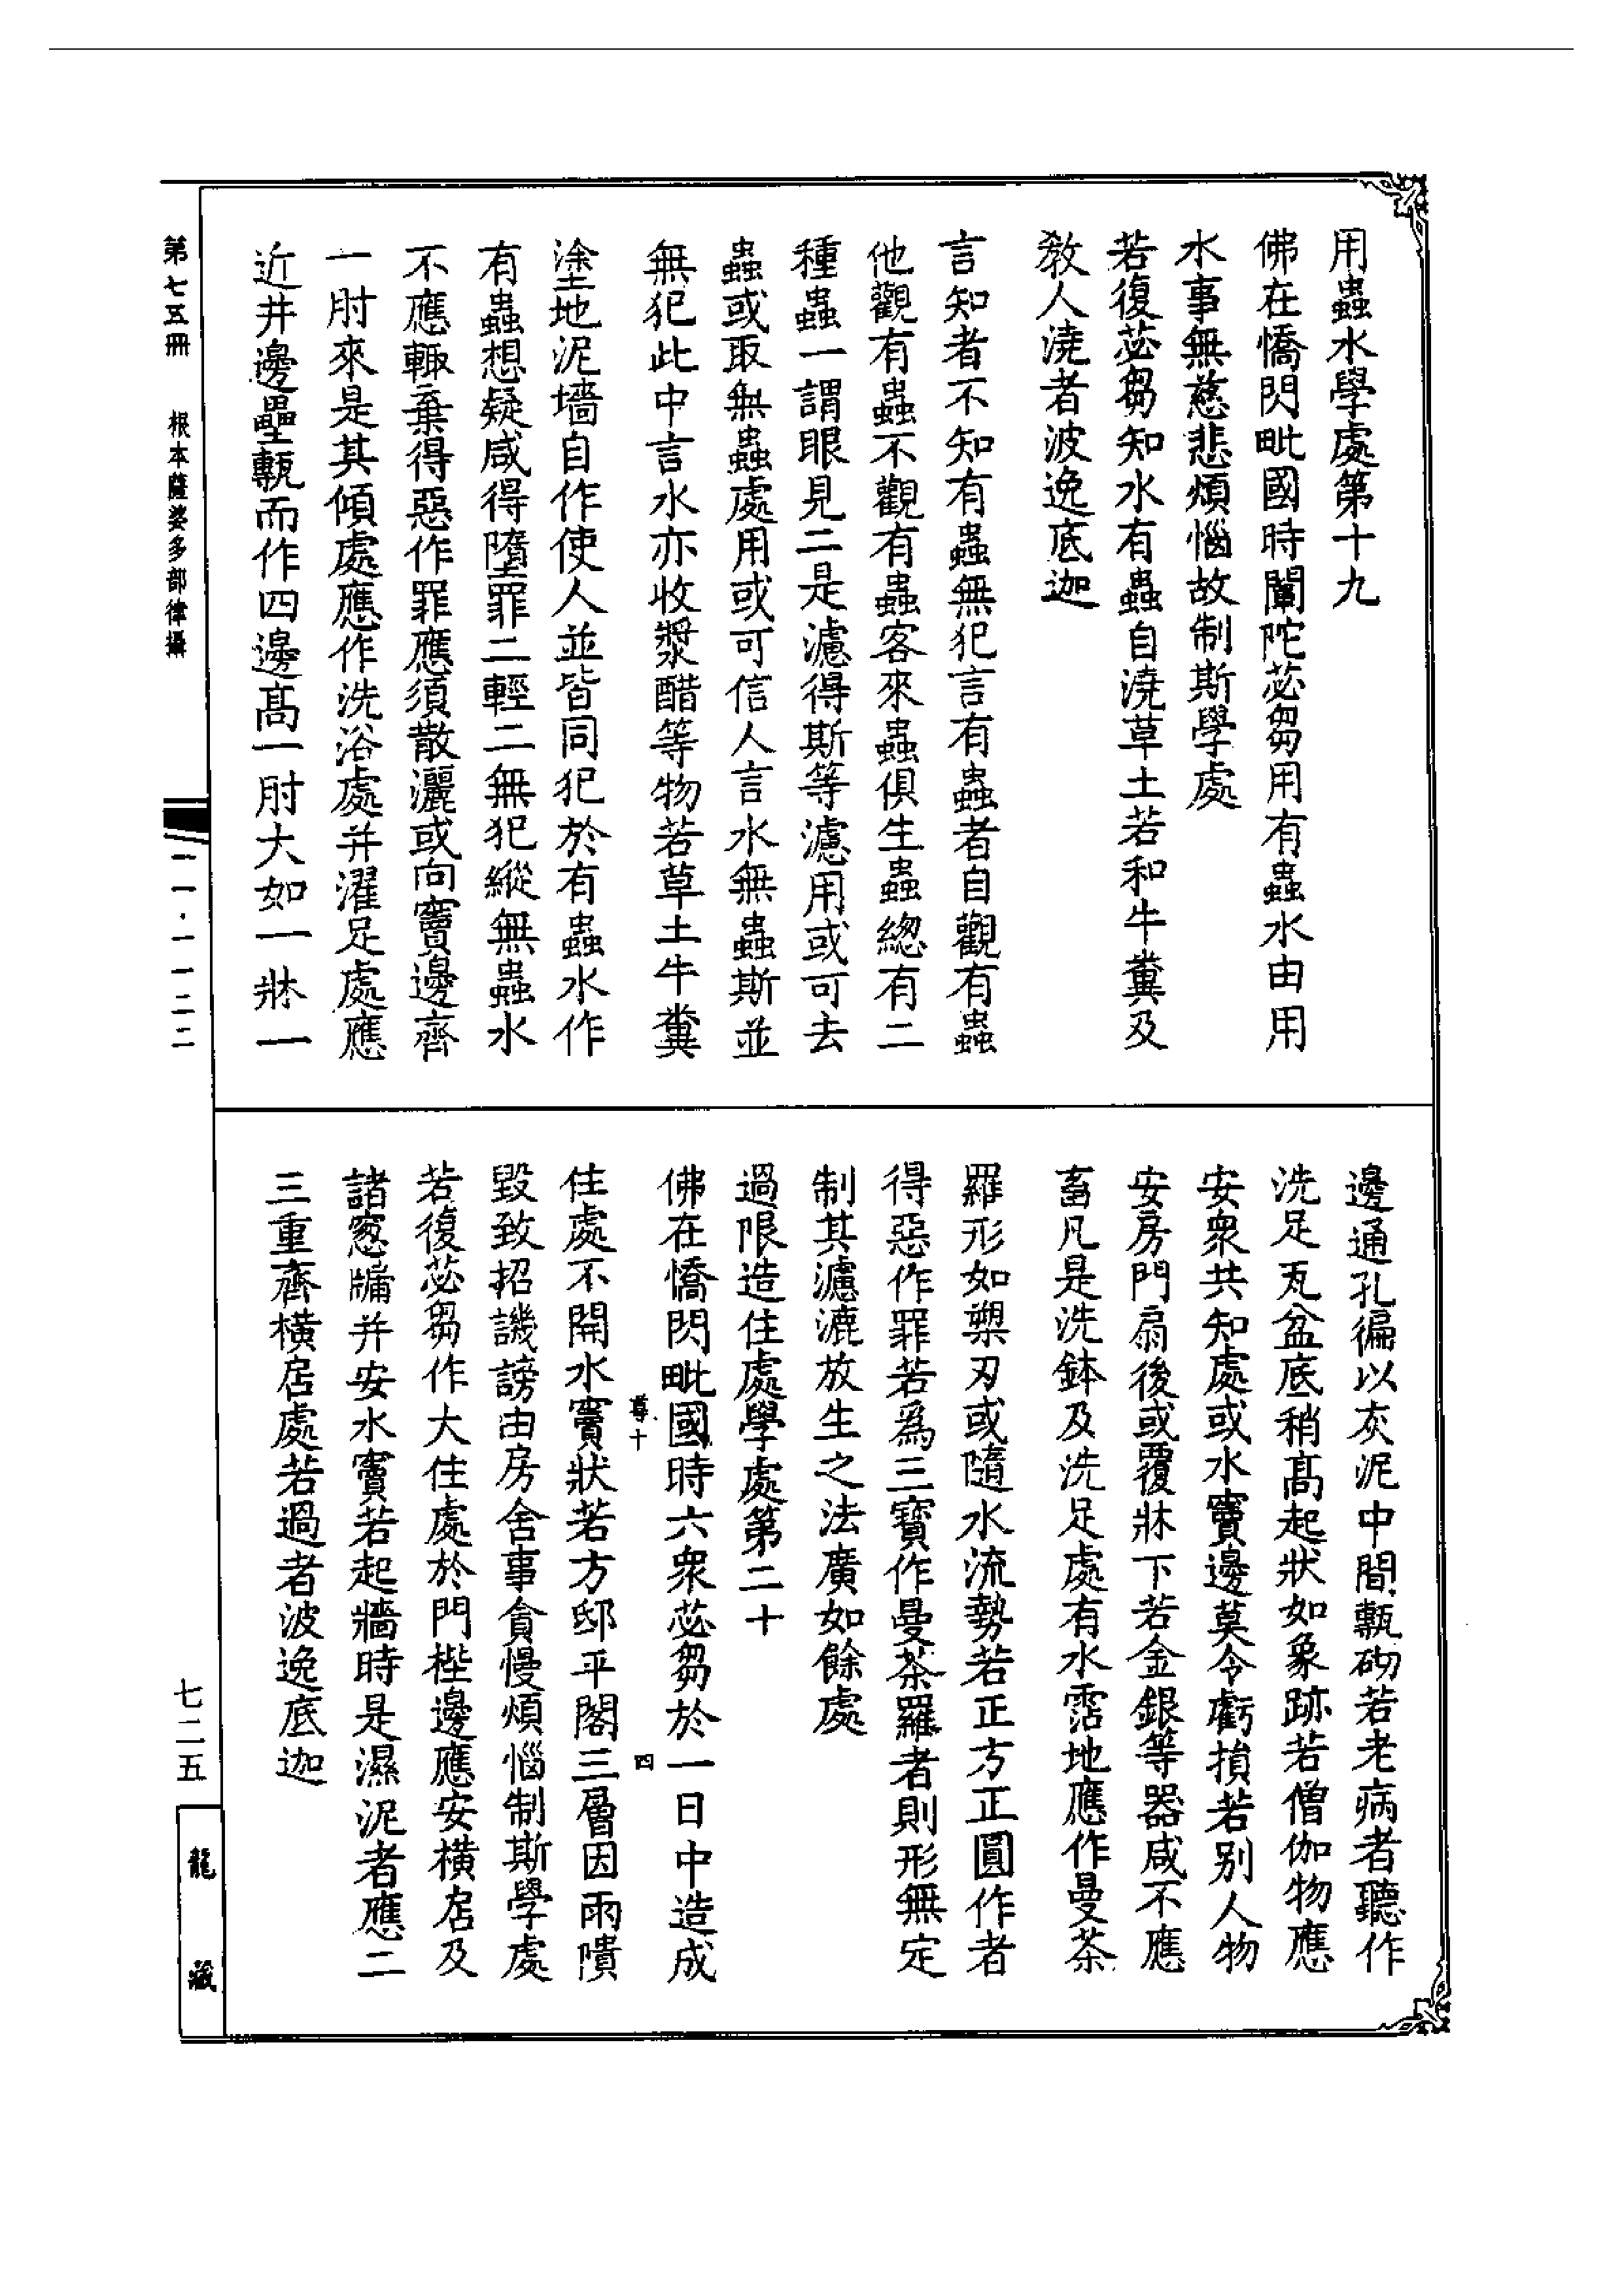 用蟲水學處第十九
佛在憍閃毗國時闡陀苾芻用有蟲水由用
水事無慈悲煩惱故制斯學處
若復苾芻知水有蟲自澆草土若和牛糞及
教人澆者波逸底迦
言知者不知有蟲無犯言有蟲者自觀有蟲
他觀有蟲不觀有蟲客來蟲俱生蟲總有二
種蟲一謂眼見二是濾得斯等濾用或可去
蟲或取無蟲處用或可信人言水無蟲斯並
無犯此中言水亦收漿醋等物若草土牛糞
塗地泥墻自作使人並皆同犯於有蟲水作
有蟲想疑咸得墮罪二輕二無犯縱無蟲水
不應輒棄得惡作罪應須散灑或向竇邊齊
一肘來是其傾處應作洗浴處并濯足處應
近井邊壘甎而作四邊高一肘大如一牀一
邊通孔徧以灰泥中間甎砌若老病者聽作
洗足瓦盆底稍高起狀如象跡若僧伽物應
安衆共知處或水竇邊莫令虧損若別人物
安房門扇後或覆牀下若金銀等器咸不應
畜凡是洗鉢及洗足處有水霑地應作曼茶
羅形如槊刃或隨水流勢若正方正圓作者
得惡作罪若爲三寶作曼茶羅者則形無定
制其濾漉放生之法廣如餘處
過限造住處學處第二十
佛在憍閃毗國時六衆苾芻於一日中造成
尊十
四
住處不開水竇狀若方邸平閣三層因雨隤
毀致招譏謗由房舍事貪慢煩惱制斯學處
若復苾芻作大住處於門梐邊應安橫扂及
諸窻牖并安水竇若起牆時是濕泥者應二
三重齊橫扂處若過者波逸底迦
第七五冊
根本薩婆多部律攝
一一·一一二二
七二五
龍藏